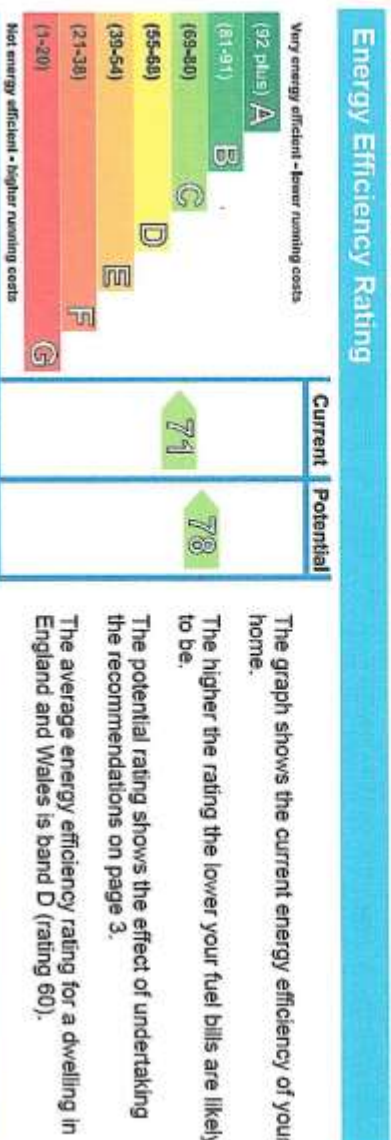 Energy Efficiency Rating
Current
Potential
Very energy efficient - lower running costs
(92 plus) A
(81-91) B
(69-80) C
(55-68) D
(39-54) E
(21-38) F
(1-20) G
Not energy efficient - higher running costs
71
78
The graph shows the current energy efficiency of your
home.
The higher the rating the lower your fuel bills are likely
to be.
The potential rating shows the effect of undertaking
the recommendations on page 3.
The average energy efficiency rating for a dwelling in
England and Wales is band D (rating 60).